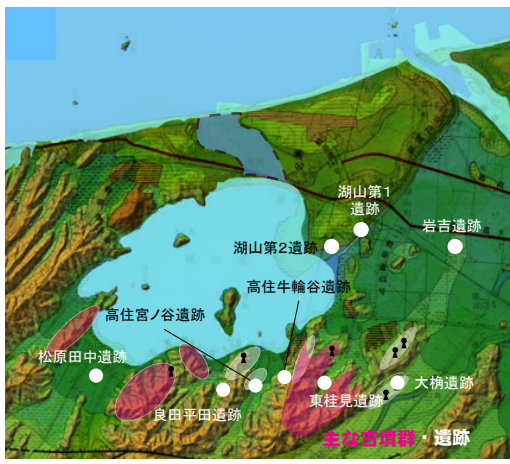 湖山第1
遺跡
岩吉遺跡
湖山第2遺跡
高住牛輪谷遺跡
高住宮ノ谷遺跡
松原田中遺跡
大桷遺跡
東桂見遺跡
良田平田遺跡
主な古墳群・遺跡